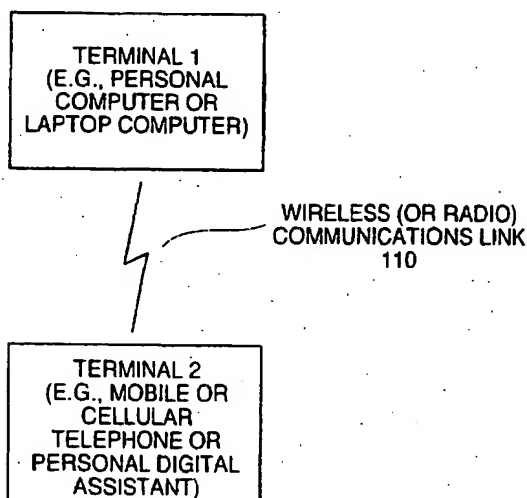 TERMINAL 1
(E.G., PERSONAL
COMPUTER OR
LAPTOP COMPUTER)
WIRELESS (OR RADIO)
COMMUNICATIONS LINK
110
TERMINAL 2
(E.G., MOBILE OR
CELLULAR
TELEPHONE OR
PERSONAL DIGITAL
ASSISTANT)